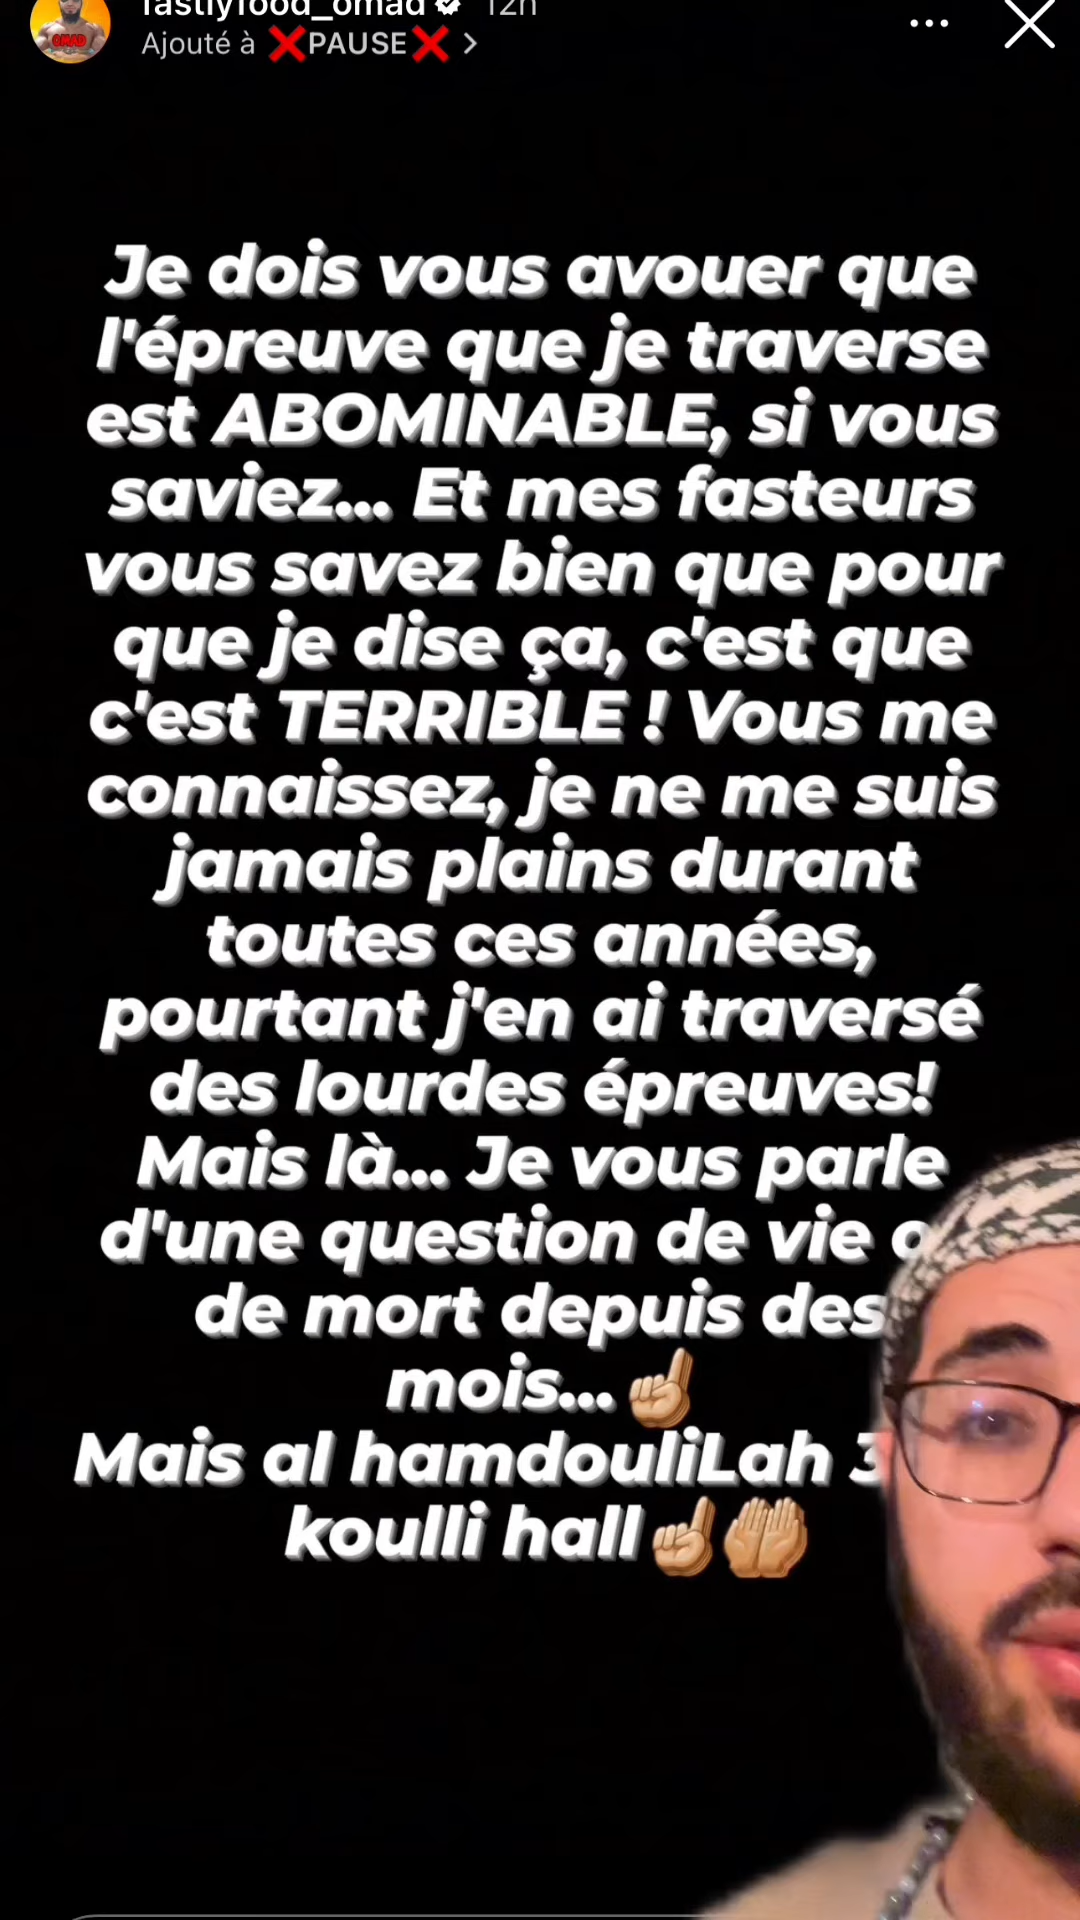 fastlyfood_omad 12h
Ajouté à ❌PAUSE❌ >
OMAD
Je dois vous avouer que
l'épreuve que je traverse
est ABOMINABLE, si vous
saviez... Et mes fasteurs
vous savez bien que pour
que je dise ça, c'est que
c'est TERRIBLE ! Vous me
connaissez, je ne me suis
jamais plains durant
toutes ces années,
pourtant j'en ai traversé
des lourdes épreuves!
Mais là... Je vous parle
d'une question de vie
de mort depuis des
mois...☝🏼
Mais al hamdouliLah
koulli hall☝🏼🤲🏼